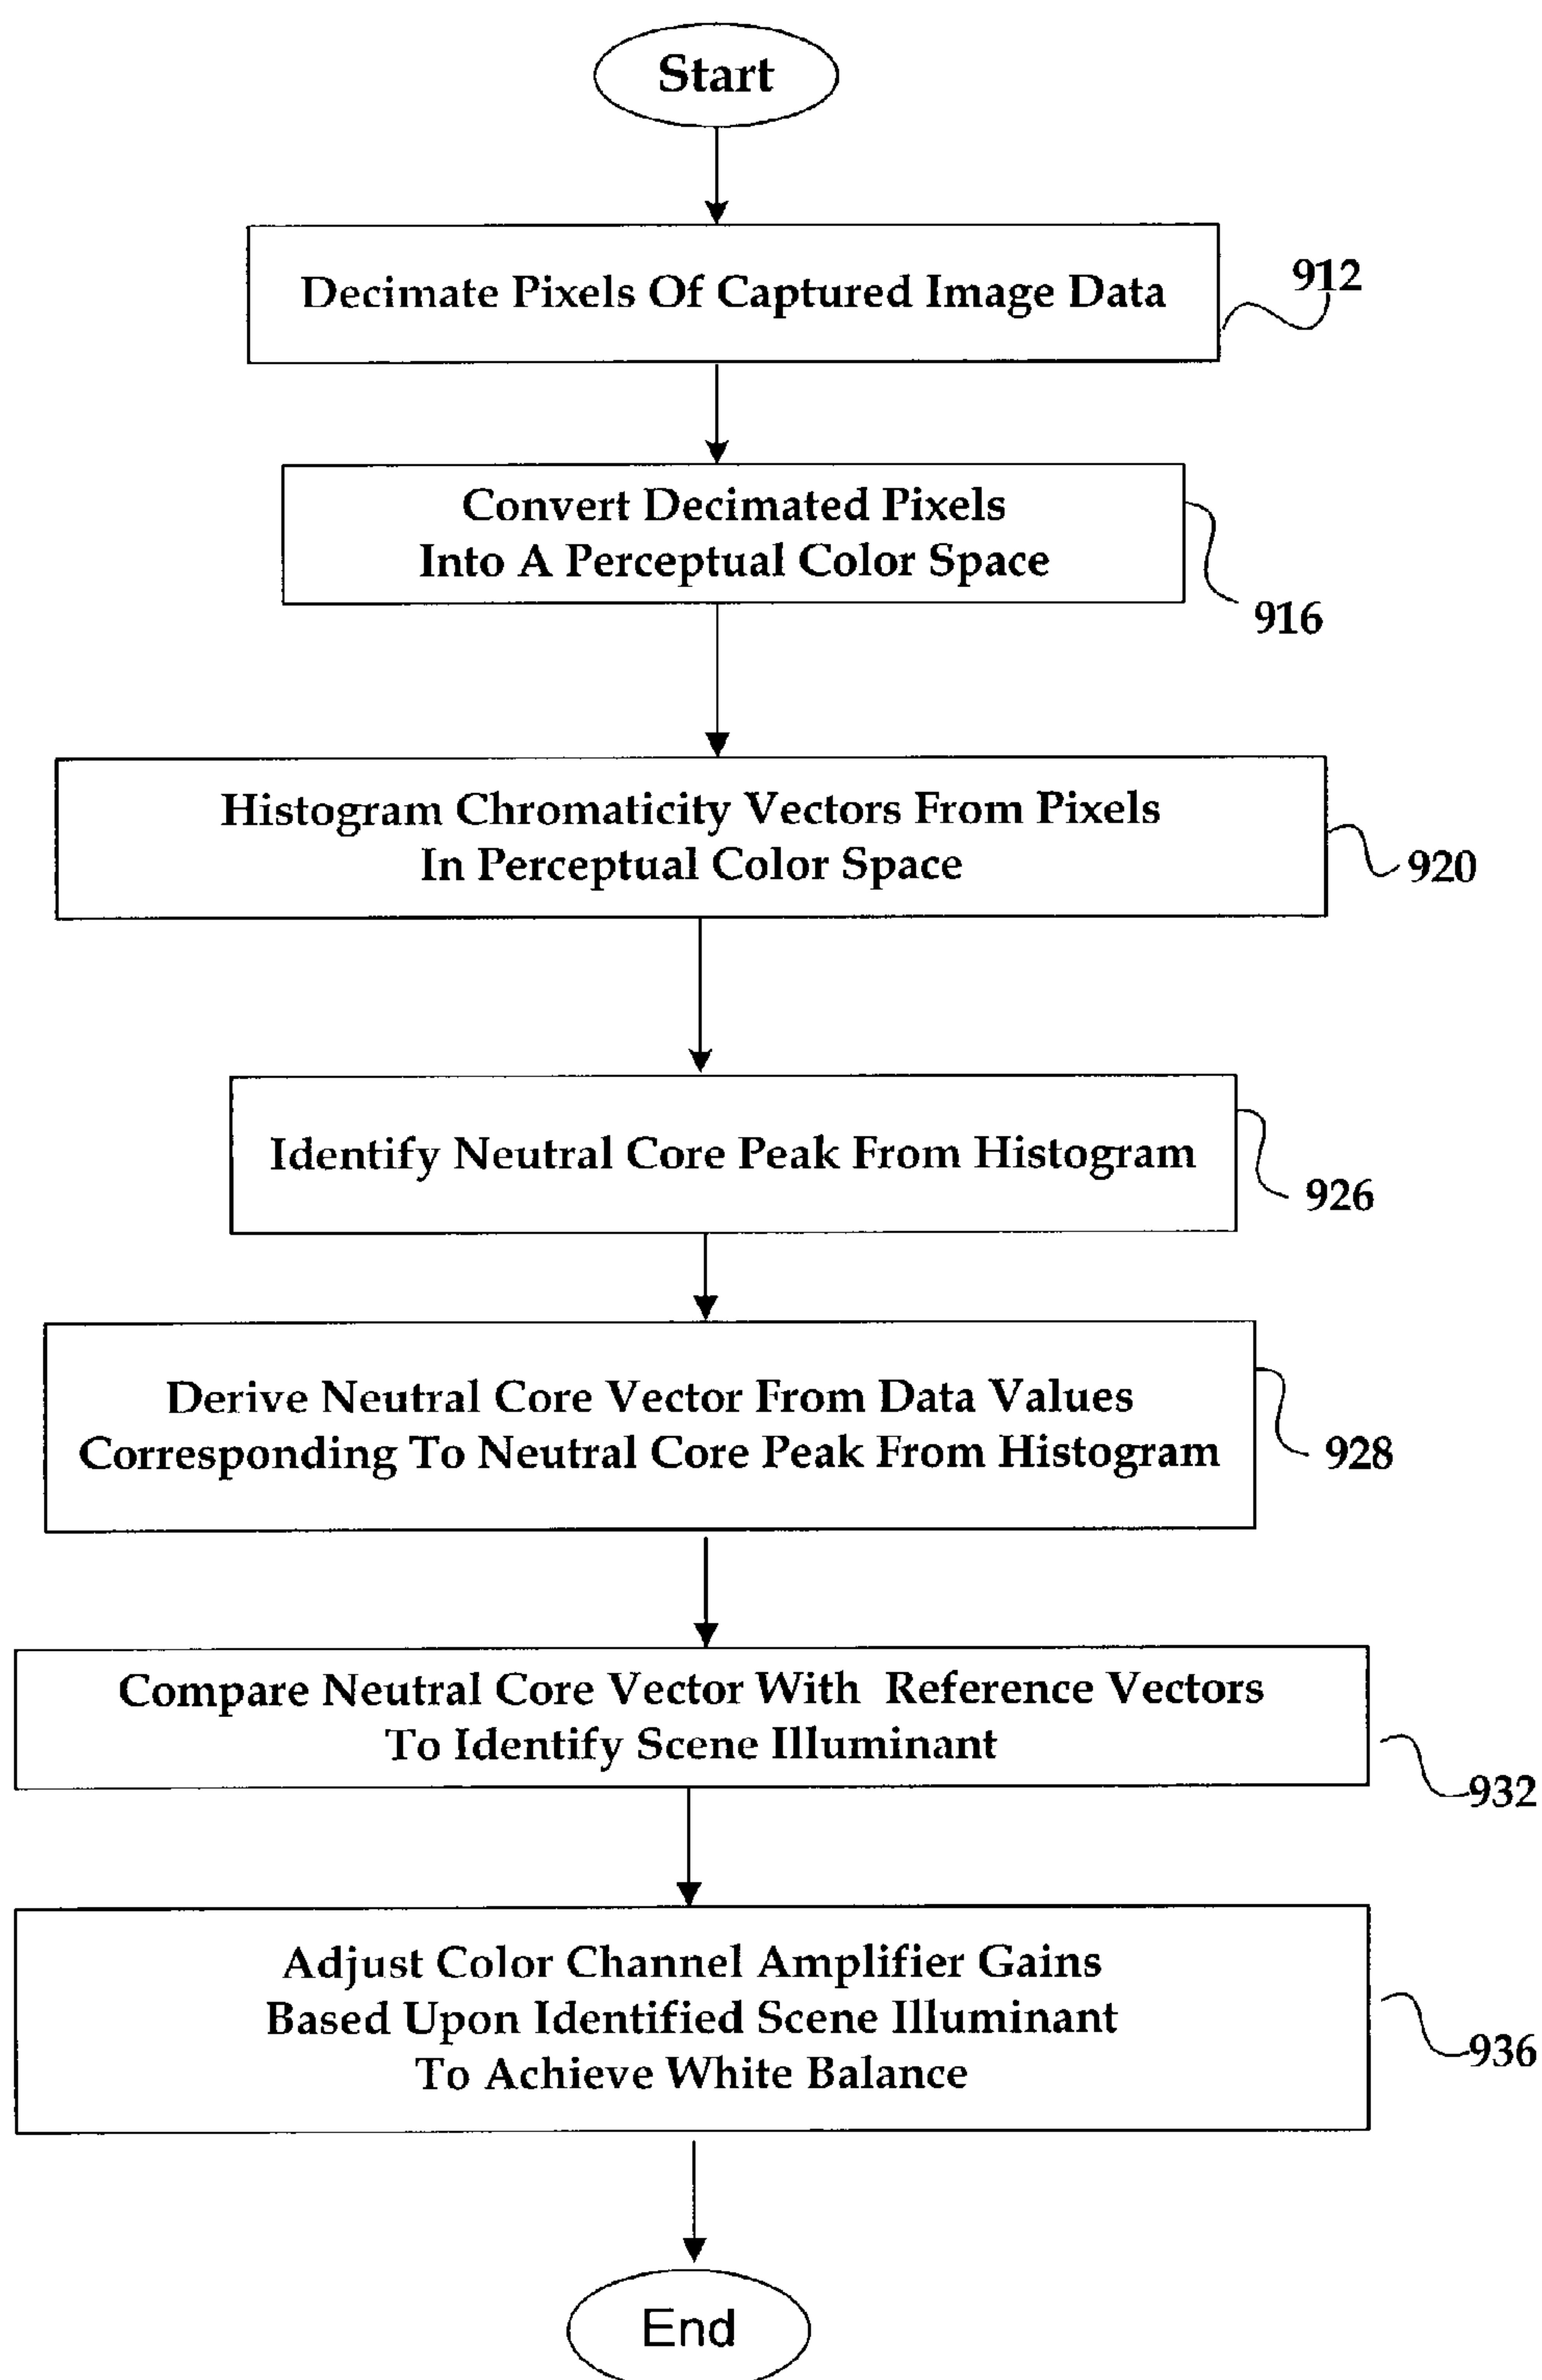 Start
Decimate Pixels Of Captured Image Data
912
Convert Decimated Pixels
Into A Perceptual Color Space
916
Histogram Chromaticity Vectors From Pixels
In Perceptual Color Space
920
Identify Neutral Core Peak From Histogram
926
Derive Neutral Core Vector From Data Values
Corresponding To Neutral Core Peak From Histogram
928
Compare Neutral Core Vector With Reference Vectors
To Identify Scene Illuminant
932
Adjust Color Channel Amplifier Gains
Based Upon Identified Scene Illuminant
To Achieve White Balance
936
End